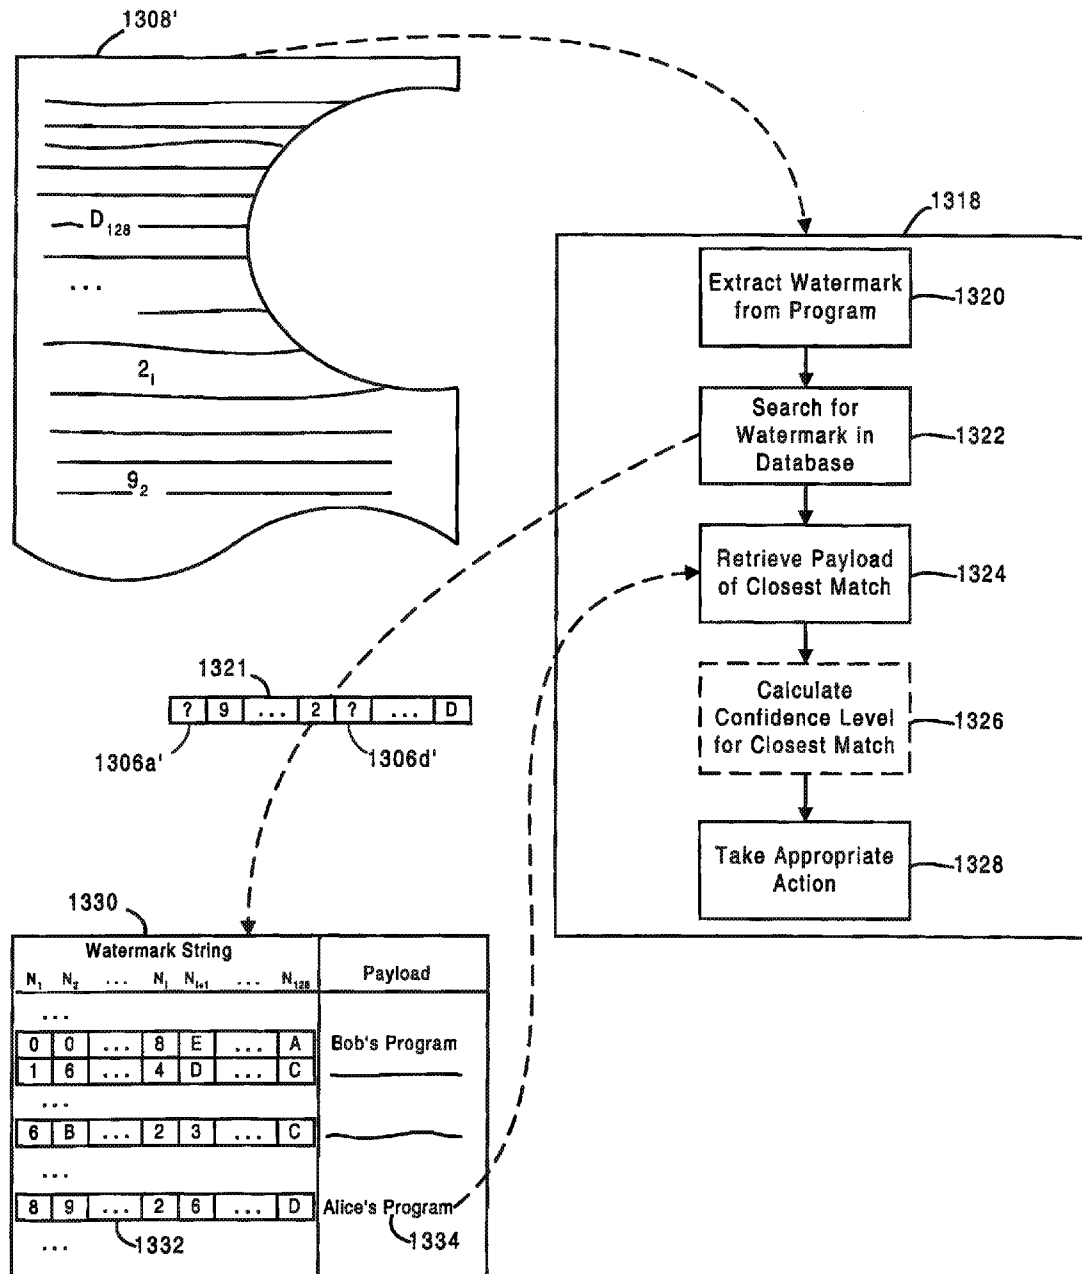 1308'
D128
...
2i
92
1318
Extract Watermark
from Program
1320
Search for
Watermark in
Database
1322
Retrieve Payload
of Closest Match
1324
Calculate
Confidence Level
for Closest Match
1326
Take Appropriate
Action
1328
1321
? 9 ... 2 ? ... D
1306a' 1306d'
1330
Watermark String
Payload
N1 N2 ... Ni Ni+1 ... N128
...
0 0 ... 8 E ... A Bob's Program
1 6 ... 4 D ... C
...
6 B ... 2 3 ... C
...
8 9 ... 2 6 ... D Alice's Program
1332 1334
...